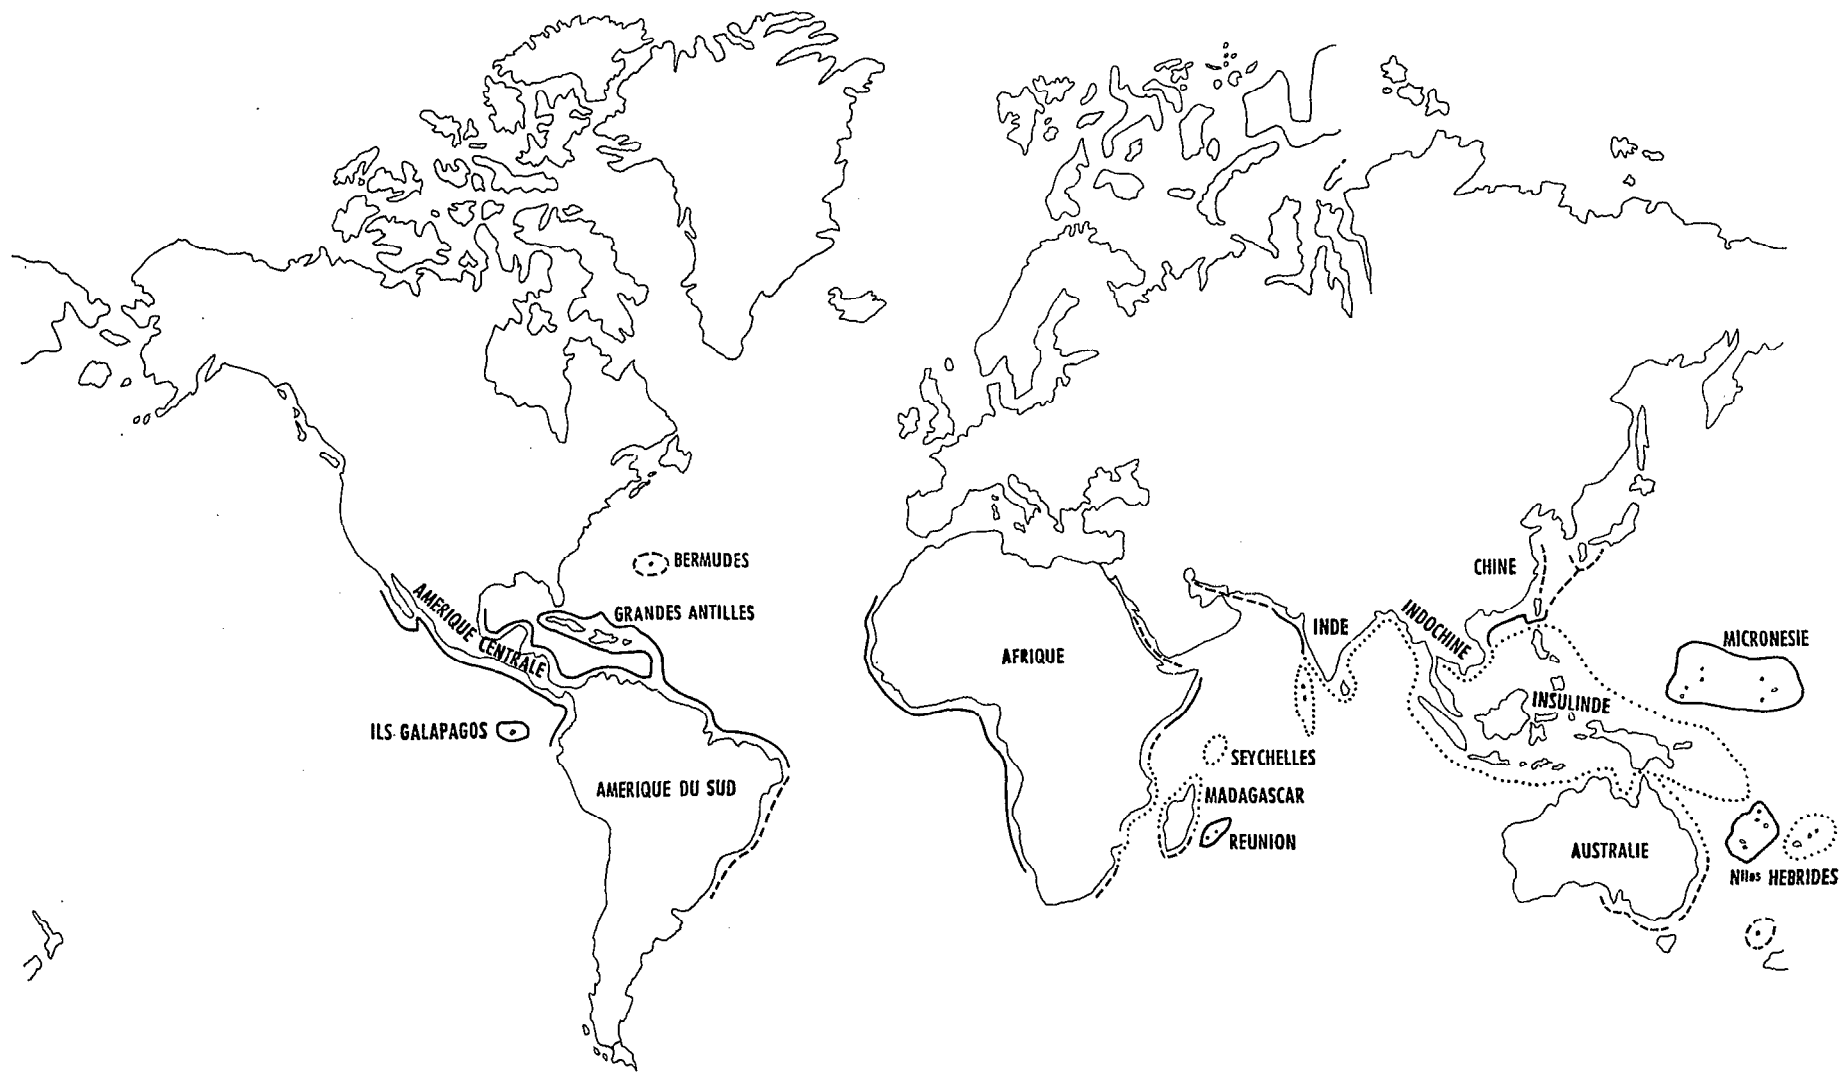 BERMUDES
CHINE
AMERIQUE CENTRALE
GRANDES ANTILLES
INDE
INDOCHINE
MICRONESIE
AFRIQUE
INSULINDE
ILS. GALAPAGOS
SEYCHELLES
AMERIQUE DU SUD
MADAGASCAR
REUNION
AUSTRALIE
Nlles HEBRIDES